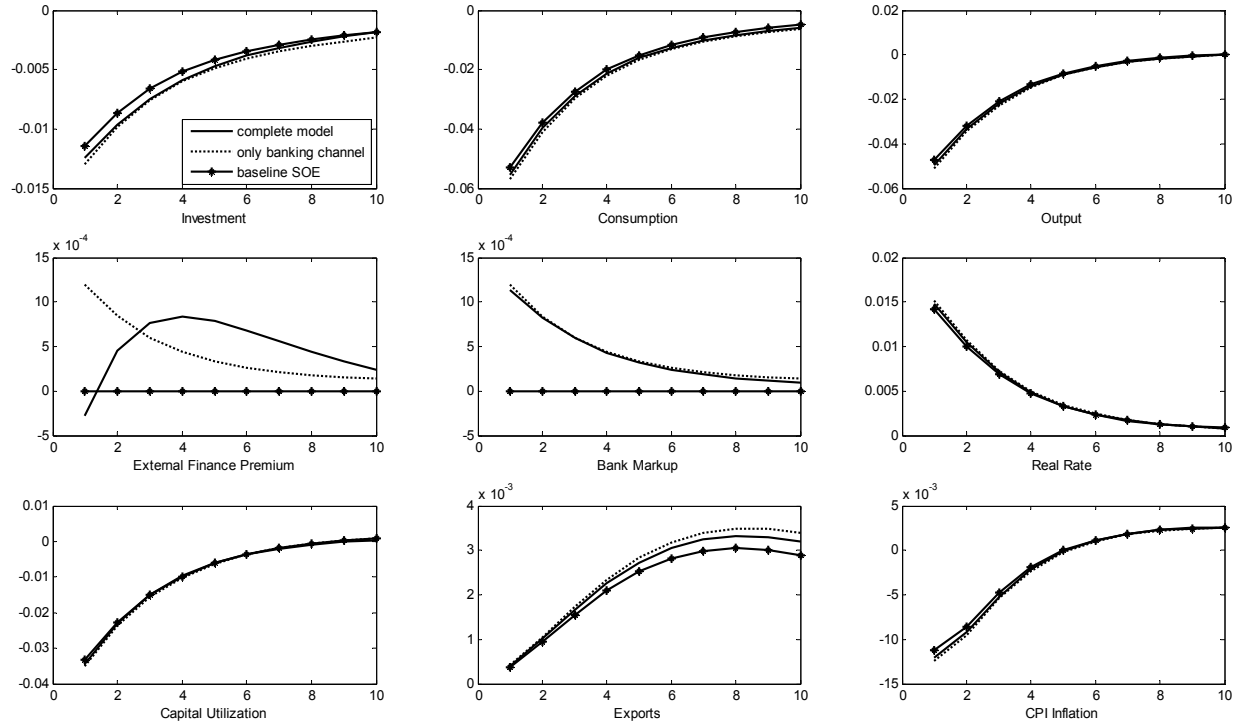 0
-0.005
-0.01
-0.015
0 2 4 6 8 10
Investment
complete model
only banking channel
baseline SOE
0
-0.02
-0.04
-0.06
0 2 4 6 8 10
Consumption
0.02
0
-0.02
-0.04
-0.06
0 2 4 6 8 10
Output
x 10^-4
15
10
5
0
-5
0 2 4 6 8 10
External Finance Premium
x 10^-4
15
10
5
0
-5
0 2 4 6 8 10
Bank Markup
0.02
0.015
0.01
0.005
0
0 2 4 6 8 10
Real Rate
0.01
0
-0.01
-0.02
-0.03
-0.04
0 2 4 6 8 10
Capital Utilization
x 10^-3
4
3
2
1
0
0 2 4 6 8 10
Exports
x 10^-3
5
0
-5
-10
-15
0 2 4 6 8 10
CPI Inflation